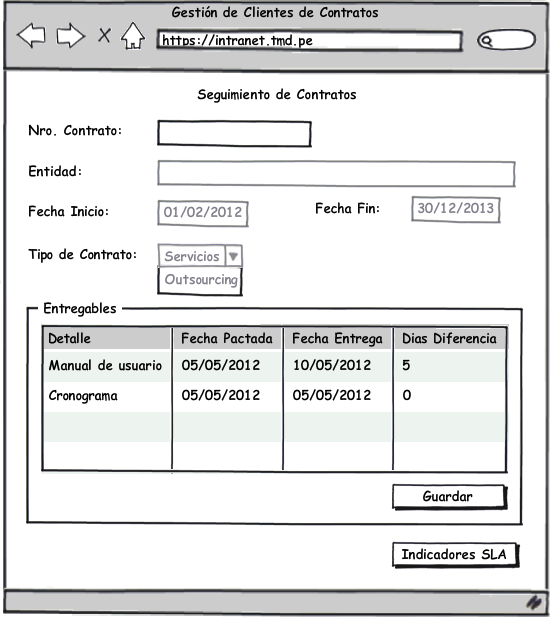 Gestión de Clientes de Contratos
https://intranet.tmd.pe
Seguimiento de Contratos
Nro. Contrato:
Entidad:
Fecha Inicio: 01/02/2012 Fecha Fin: 30/12/2013
Tipo de Contrato: Servicios
Outsourcing
Entregables
Detalle Fecha Pactada Fecha Entrega Dias Diferencia
Manual de usuario 05/05/2012 10/05/2012 5
Cronograma 05/05/2012 05/05/2012 0
Guardar
Indicadores SLA